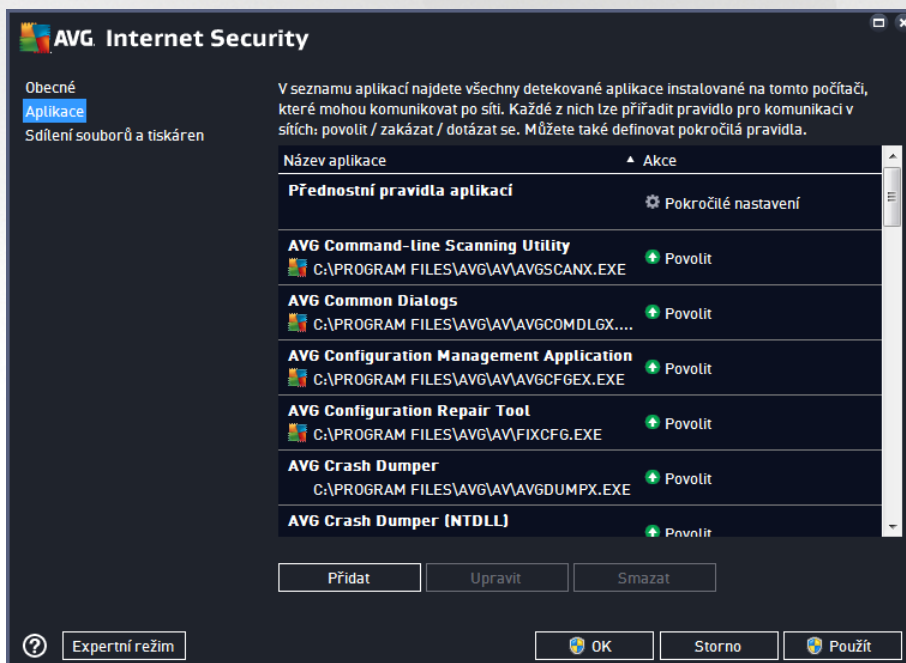 AVG Internet Security
Obecné
Aplikace
Sdílení souborů a tiskáren
V seznamu aplikací najdete všechny detekované aplikace instalované na tomto počítači,
které mohou komunikovat po síti. Každé z nich lze přiřadit pravidlo pro komunikaci v
sítích: povolit / zakázat / dotázat se. Můžete také definovat pokročilá pravidla.
Název aplikace Akce
Přednostní pravidla aplikací
Pokročilé nastavení
AVG Command-line Scanning Utility
C:\PROGRAM FILES\AVG\AV\AVGSCANX.EXE
Povolit
AVG Common Dialogs
C:\PROGRAM FILES\AVG\AV\AVGCOMDLGX....
Povolit
AVG Configuration Management Application
C:\PROGRAM FILES\AVG\AV\AVGCFGEX.EXE
Povolit
AVG Configuration Repair Tool
C:\PROGRAM FILES\AVG\AV\FIXCFG.EXE
Povolit
AVG Crash Dumper
C:\PROGRAM FILES\AVG\AV\AVGDUMPX.EXE
Povolit
AVG Crash Dumper (NTDLL)
Povolit
Přidat Upravit Smazat
? Expertní režim OK Storno Použít